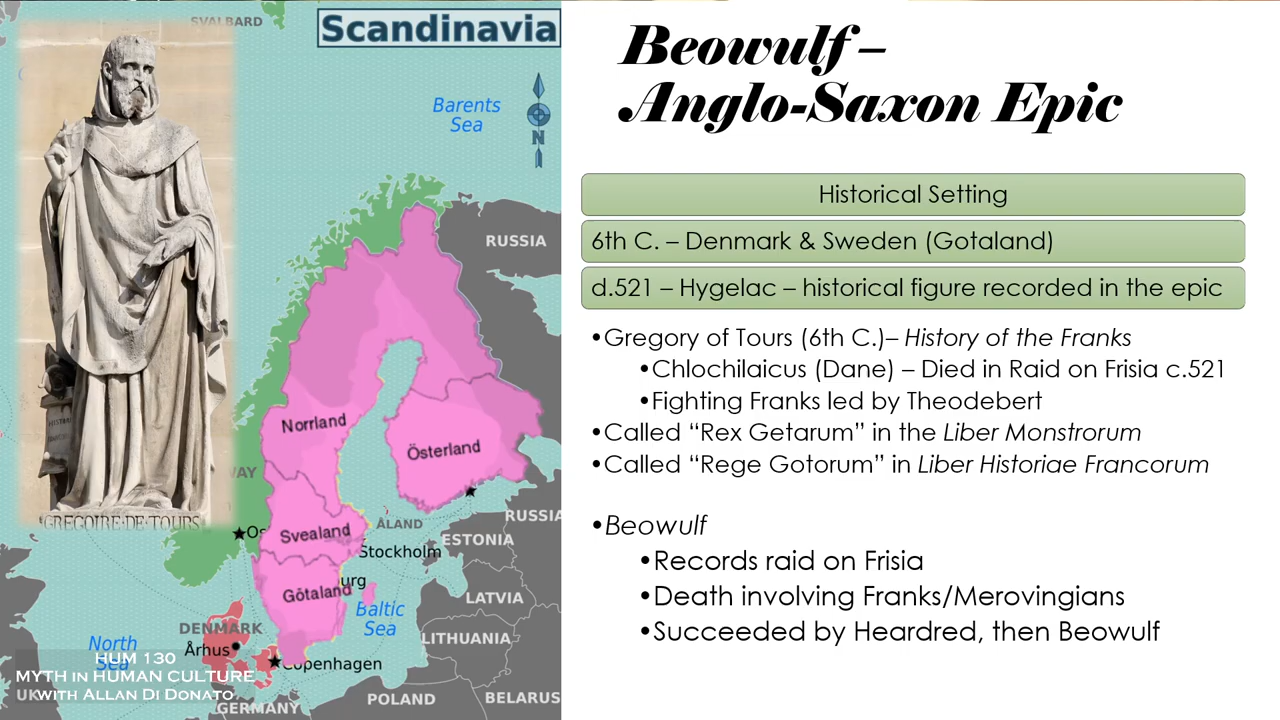 SVALBARD
Scandinavia
Barents
Sea
N
RUSSIA
Norrland
Österland
WAY
Os
Svealand
ÅLAND
Stockholm
ESTONIA
RUSSIA
urg
Götaland
Baltic
Sea
LATVIA
LITHUANIA
DENMARK
Århus
Copenhagen
North
Sea
UK
GERMANY
POLAND
BELARUS
GREGOIRE·DE·TOURS
HUM 130
MYTH in HUMAN CULTURE
with Allan Di Donato
Beowulf –
Anglo-Saxon Epic
Historical Setting
6th C. – Denmark & Sweden (Gotaland)
d.521 – Hygelac – historical figure recorded in the epic
•Gregory of Tours (6th C.)– History of the Franks
•Chlochilaicus (Dane) – Died in Raid on Frisia c.521
•Fighting Franks led by Theodebert
•Called “Rex Getarum” in the Liber Monstrorum
•Called “Rege Gotorum” in Liber Historiae Francorum
•Beowulf
•Records raid on Frisia
•Death involving Franks/Merovingians
•Succeeded by Heardred, then Beowulf